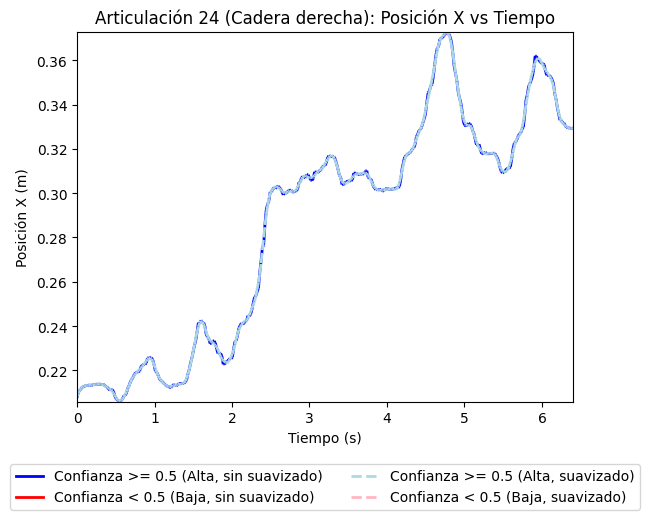 Articulación 24 (Cadera derecha): Posición X vs Tiempo
0.36
0.34
0.32
0.30
0.28
0.26
0.24
0.22
Posición X (m)
0 1 2 3 4 5 6
Tiempo (s)
Confianza >= 0.5 (Alta, sin suavizado)
Confianza < 0.5 (Baja, sin suavizado)
Confianza >= 0.5 (Alta, suavizado)
Confianza < 0.5 (Baja, suavizado)